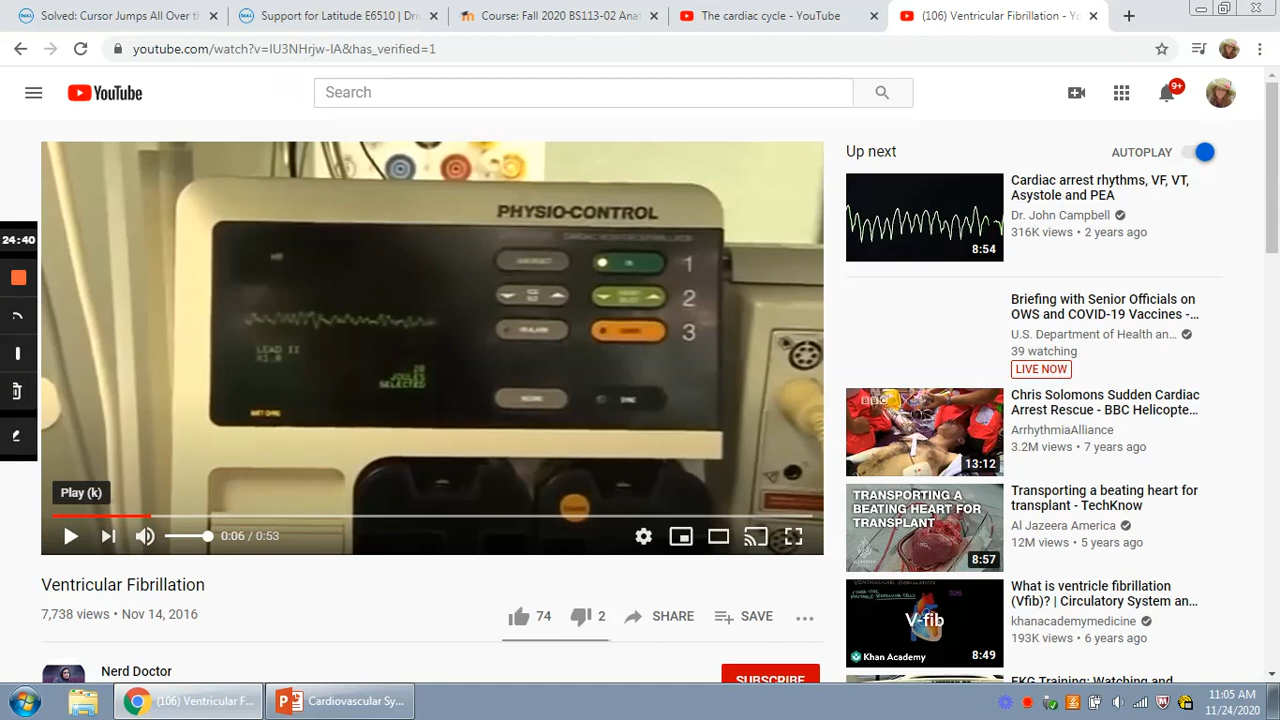 Solved: Cursor Jumps All Over th
Support for Latitude E6510 | Driv
Course: Fall 2020 BS113-02 Anat
The cardiac cycle - YouTube
(106) Ventricular Fibrillation - Yo
youtube.com/watch?v=IU3NHrjw-IA&has_verified=1
YouTube
Search
9+
PHYSIO-CONTROL
1
2
3
LEAD II
JOULES
SELECTED
24:40
Play (k)
0:06 / 0:53
Ventricular Fibrillation
7,738 views • Nov 14, 2016
74
2
SHARE
SAVE
Nerd Doctor
SUBSCRIBE
Up next
AUTOPLAY
Cardiac arrest rhythms, VF, VT,
Asystole and PEA
Dr. John Campbell
316K views • 2 years ago
8:54
Briefing with Senior Officials on
OWS and COVID-19 Vaccines -...
U.S. Department of Health an...
39 watching
LIVE NOW
BBC
Chris Solomons Sudden Cardiac
Arrest Rescue - BBC Helicopte...
ArrhythmiaAlliance
3.2M views • 7 years ago
13:12
TRANSPORTING A
BEATING HEART FOR
TRANSPLANT
Transporting a beating heart for
transplant - TechKnow
Al Jazeera America
12M views • 5 years ago
8:57
V-fib
Khan Academy
8:49
What is ventricle fibrillation
(Vfib)? | Circulatory System an...
khanacademymedicine
193K views • 6 years ago
EKG Training: Watching and
(106) Ventricular F...
Cardiovascular Sy...
11:05 AM
11/24/2020